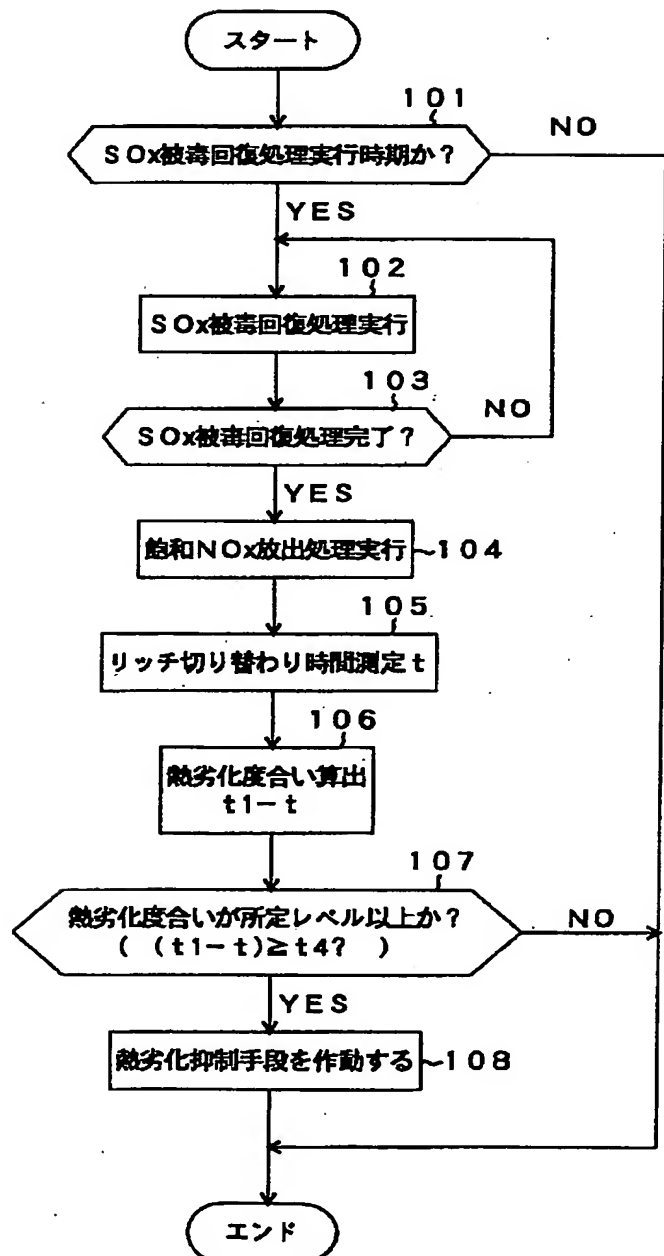 スタート
101
SOx被毒回復処理実行時期か？
NO
YES
102
SOx被毒回復処理実行
103
SOx被毒回復処理完了？
NO
YES
飽和NOx放出処理実行
104
105
リッチ切り替わり時間測定t
106
熱劣化度合い算出
t1－t
107
熱劣化度合いが所定レベル以上か？
（（t1－t）≥t4？）
NO
YES
熱劣化抑制手段を作動する
108
エンド